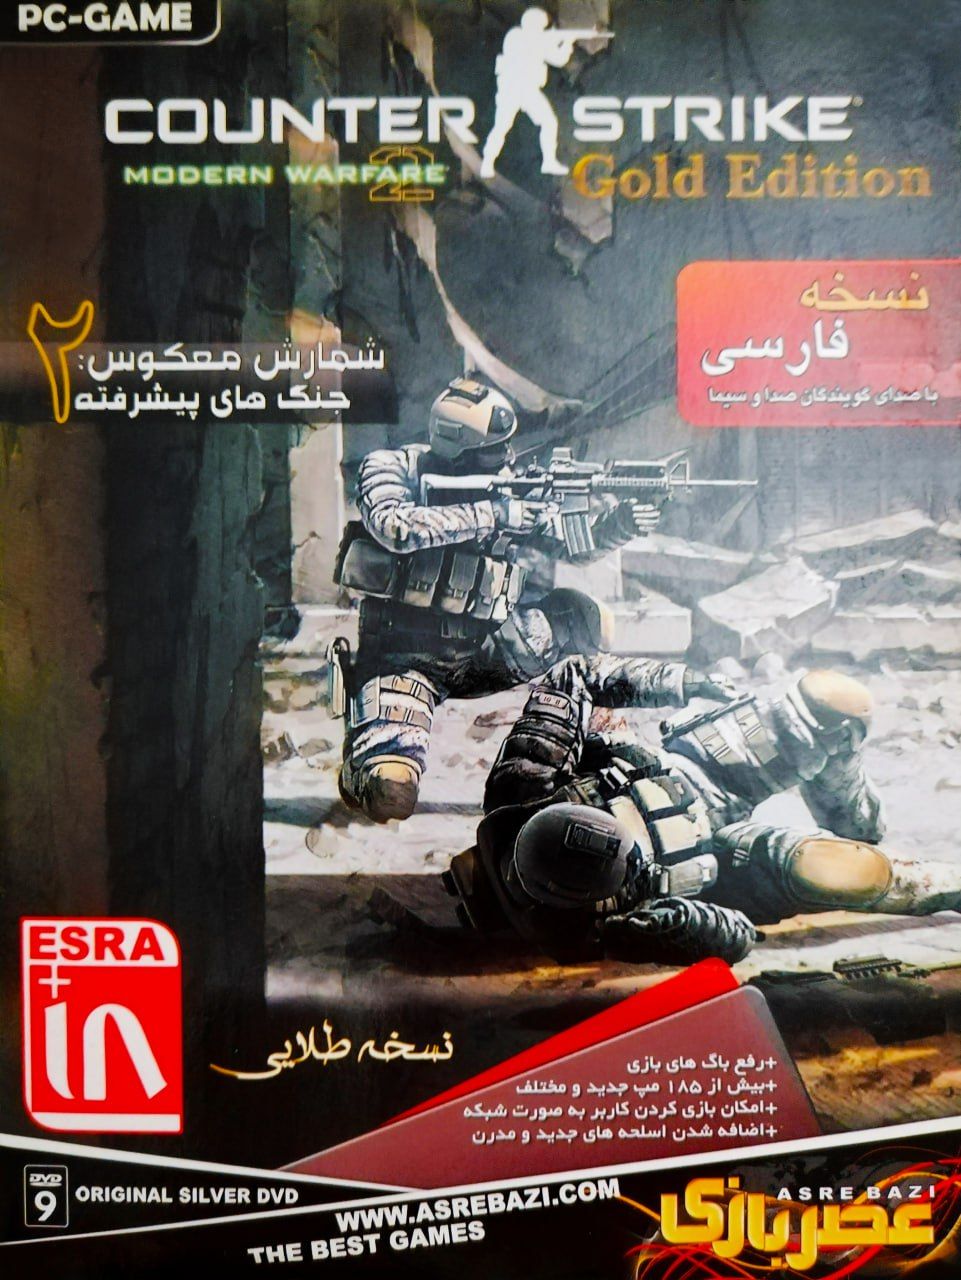 PC-GAME
COUNTER STRIKE
MODERN WARFARE 2
Gold Edition
نسخه
فارسی
با صدای گویندگان صدا و سیما
شمارش معکوس: ۲
جنگ های پیشرفته
ESRA
+۱۸
نسخه طلایی
+رفع باگ های بازی
+بیش از ۱۸۵ مپ جدید و مختلف
+امکان بازی کردن کاربر به صورت شبکه
+اضافه شدن اسلحه های جدید و مدرن
DVD
9
ORIGINAL SILVER DVD
WWW.ASREBAZI.COM
THE BEST GAMES
ASRE BAZI
عصر بازی